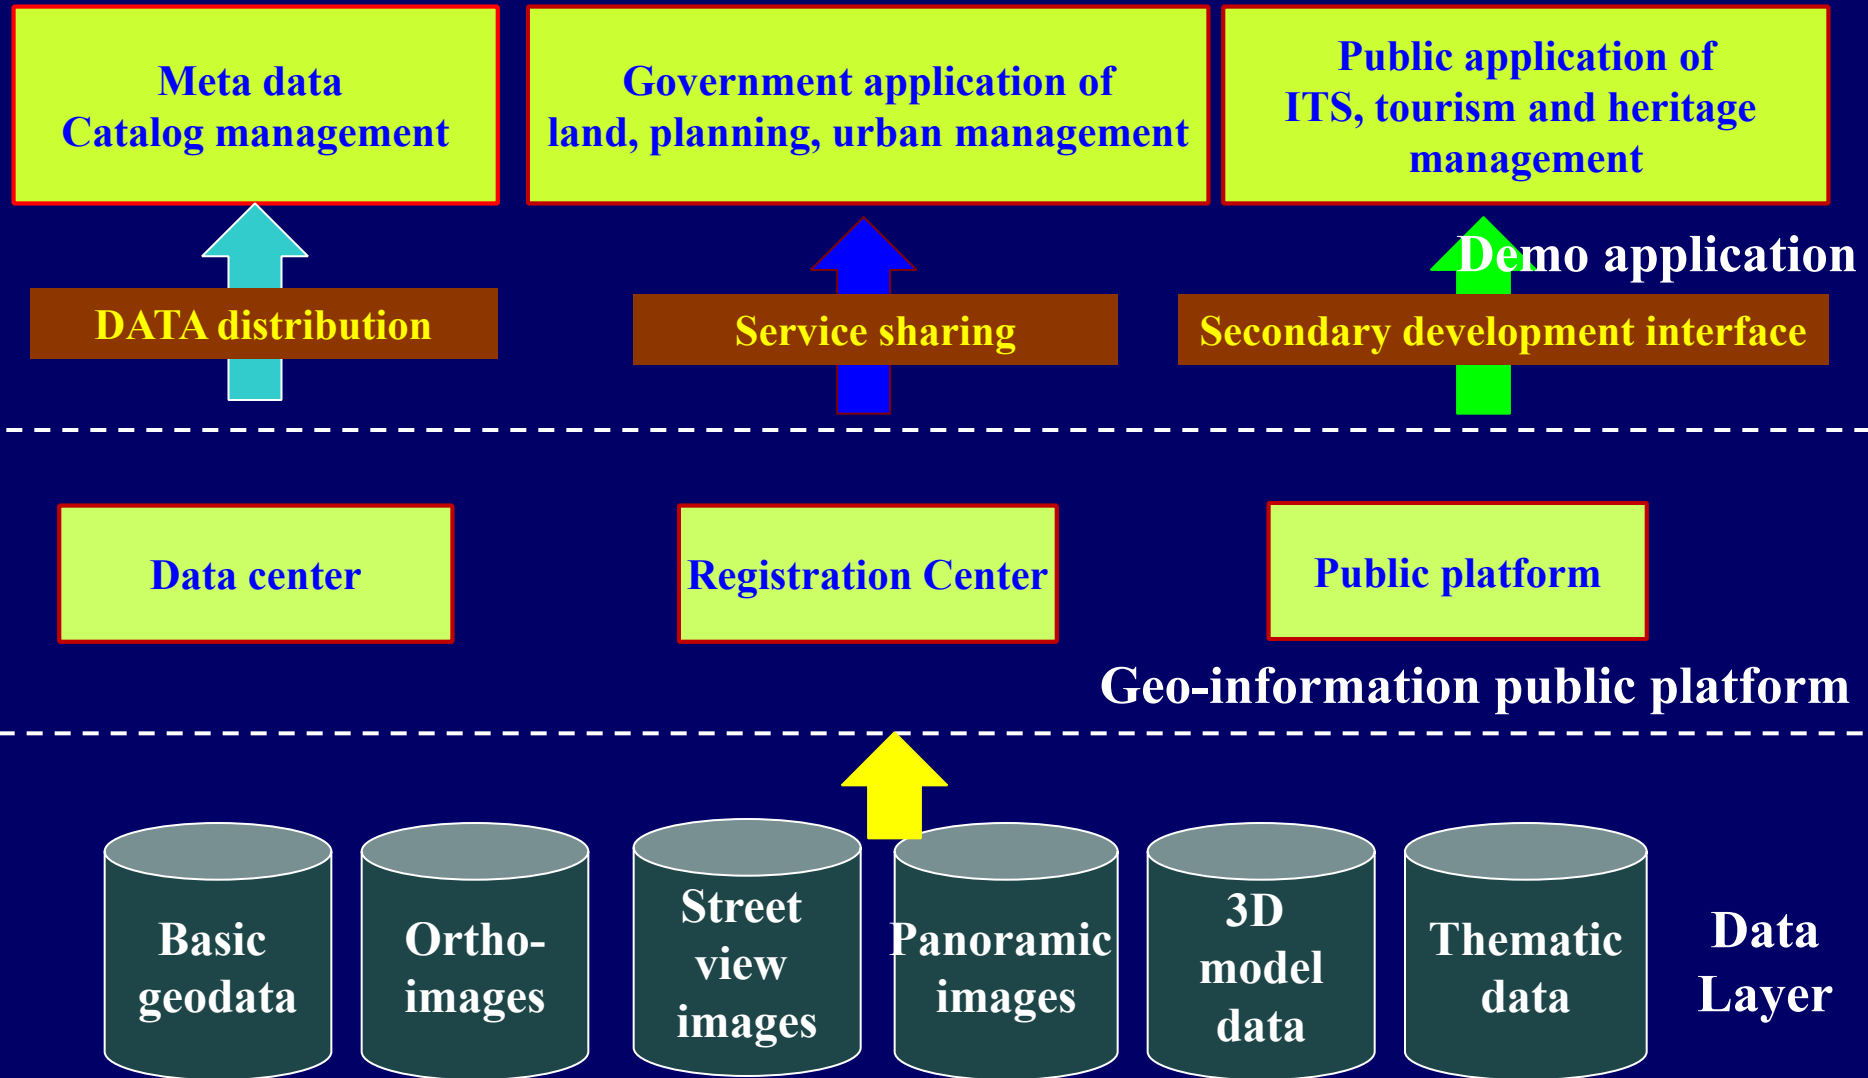 Meta data
Catalog management
Government application of
land, planning, urban management
Public application of
ITS, tourism and heritage
management
Demo application
DATA distribution
Service sharing
Secondary development interface
Data center
Registration Center
Public platform
Geo-information public platform
Basic
geodata
Ortho-
images
Street
view
images
Panoramic
images
3D
model
data
Thematic
data
Data
Layer